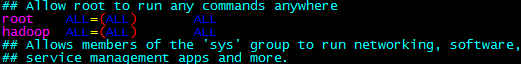 ## Allow root to run any commands anywhere
root    ALL=(ALL)       ALL
hadoop  ALL=(ALL)       ALL
## Allows members of the 'sys' group to run networking, software,
## service management apps and more.